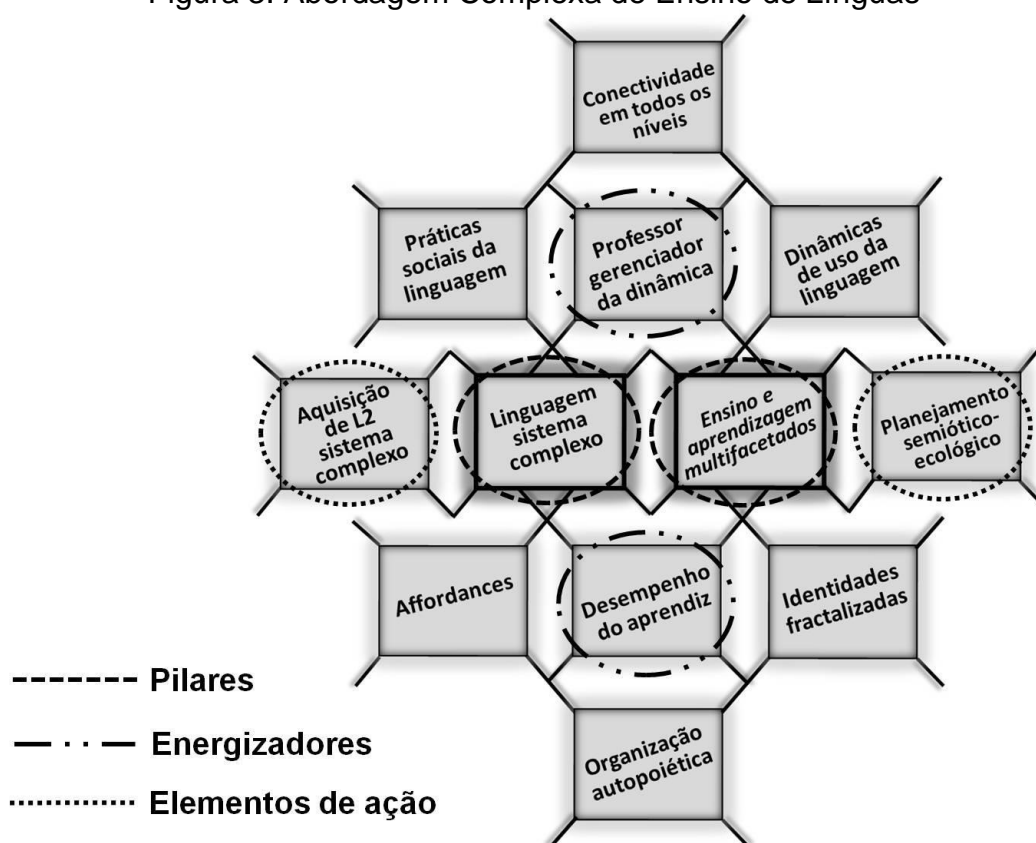 Figura 3: Abordagem Complexa do Ensino de Línguas
Conectividade
em todos os
níveis
Práticas
sociais da
linguagem
Professor
gerenciador
da dinâmica
Dinâmicas
de uso da
linguagem
Aquisição
de L2
sistema
complexo
Linguagem
sistema
complexo
Ensino e
aprendizagem
multifacetados
Planejamento
semiótico-
ecológico
Affordances
Desempenho
do aprendiz
Identidades
fractalizadas
Organização
autopoiética
Pilares
Energizadores
Elementos de ação